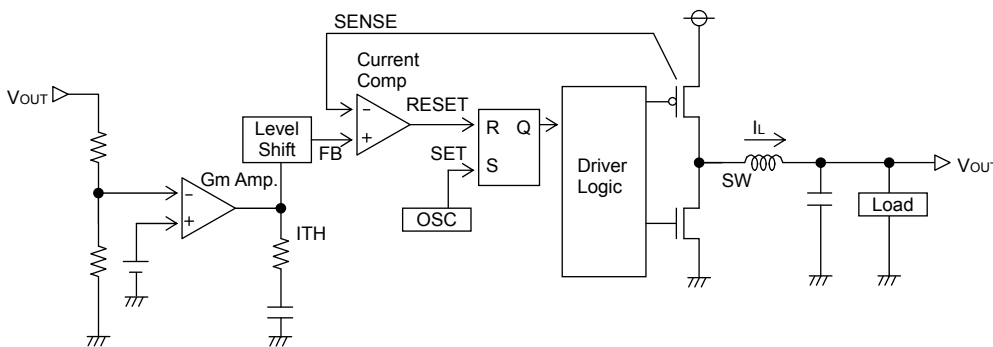 SENSE
Current
Comp
VOUT
RESET
Level
Shift
FB
R Q
S
SET
Gm Amp.
OSC
ITH
Driver
Logic
IL
SW
VOUT
Load
- 
+
-
+